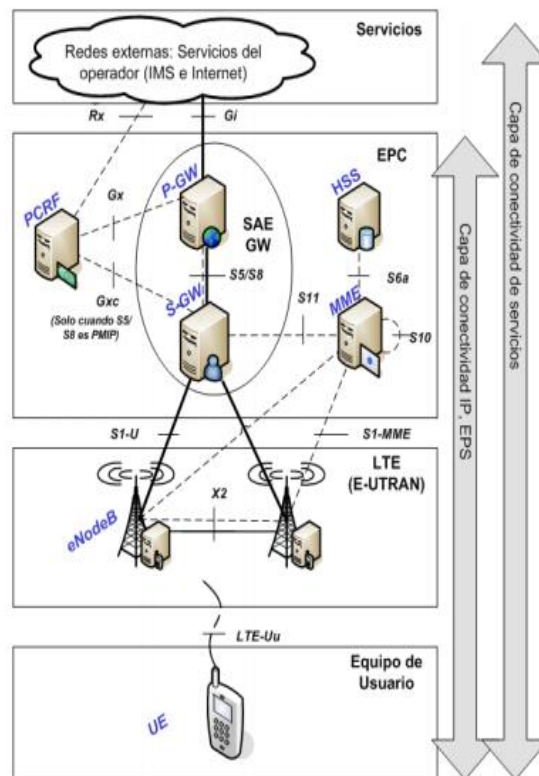 Servicios
Redes externas: Servicios del
operador (IMS e Internet)
Rx
Gi
EPC
P-GW
HSS
PCRF
Gx
SAE
GW
S5/S8
S6a
Gxc
(Solo cuando S5/
S8 es PMIP)
S-GW
S11
MME
S10
S1-U
S1-MME
LTE
(E-UTRAN)
X2
eNodeB
LTE-Uu
Equipo de
Usuario
UE
Capa de conectividad IP, EPS
Capa de conectividad de servicios